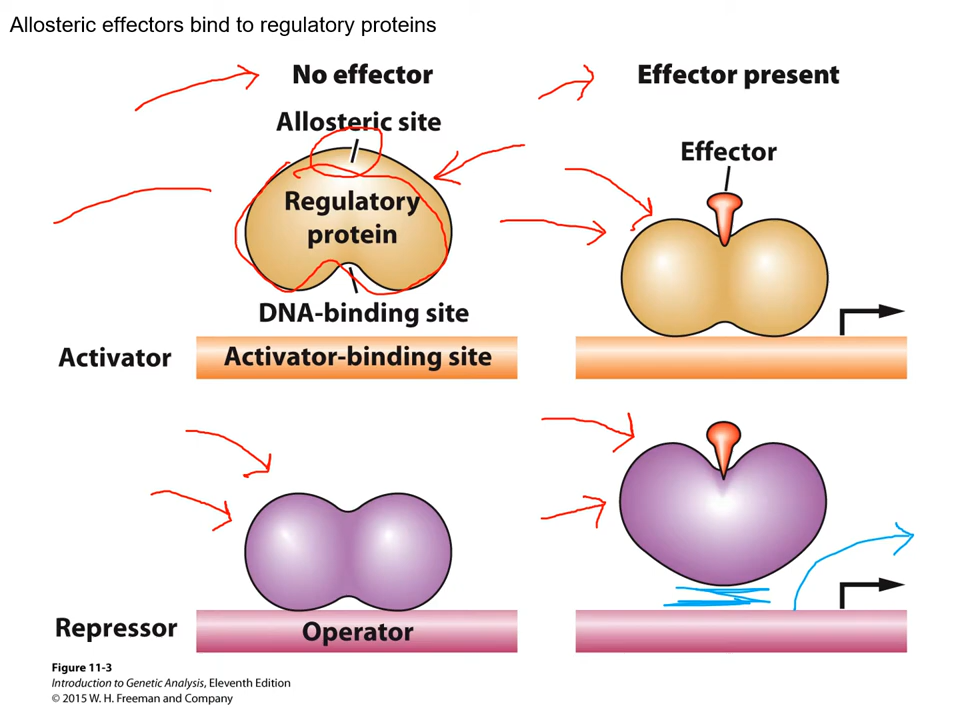 Allosteric effectors bind to regulatory proteins
No effector
Effector present
Allosteric site
Effector
Regulatory
protein
DNA-binding site
Activator
Activator-binding site
Repressor
Operator
Figure 11-3
Introduction to Genetic Analysis, Eleventh Edition
© 2015 W. H. Freeman and Company